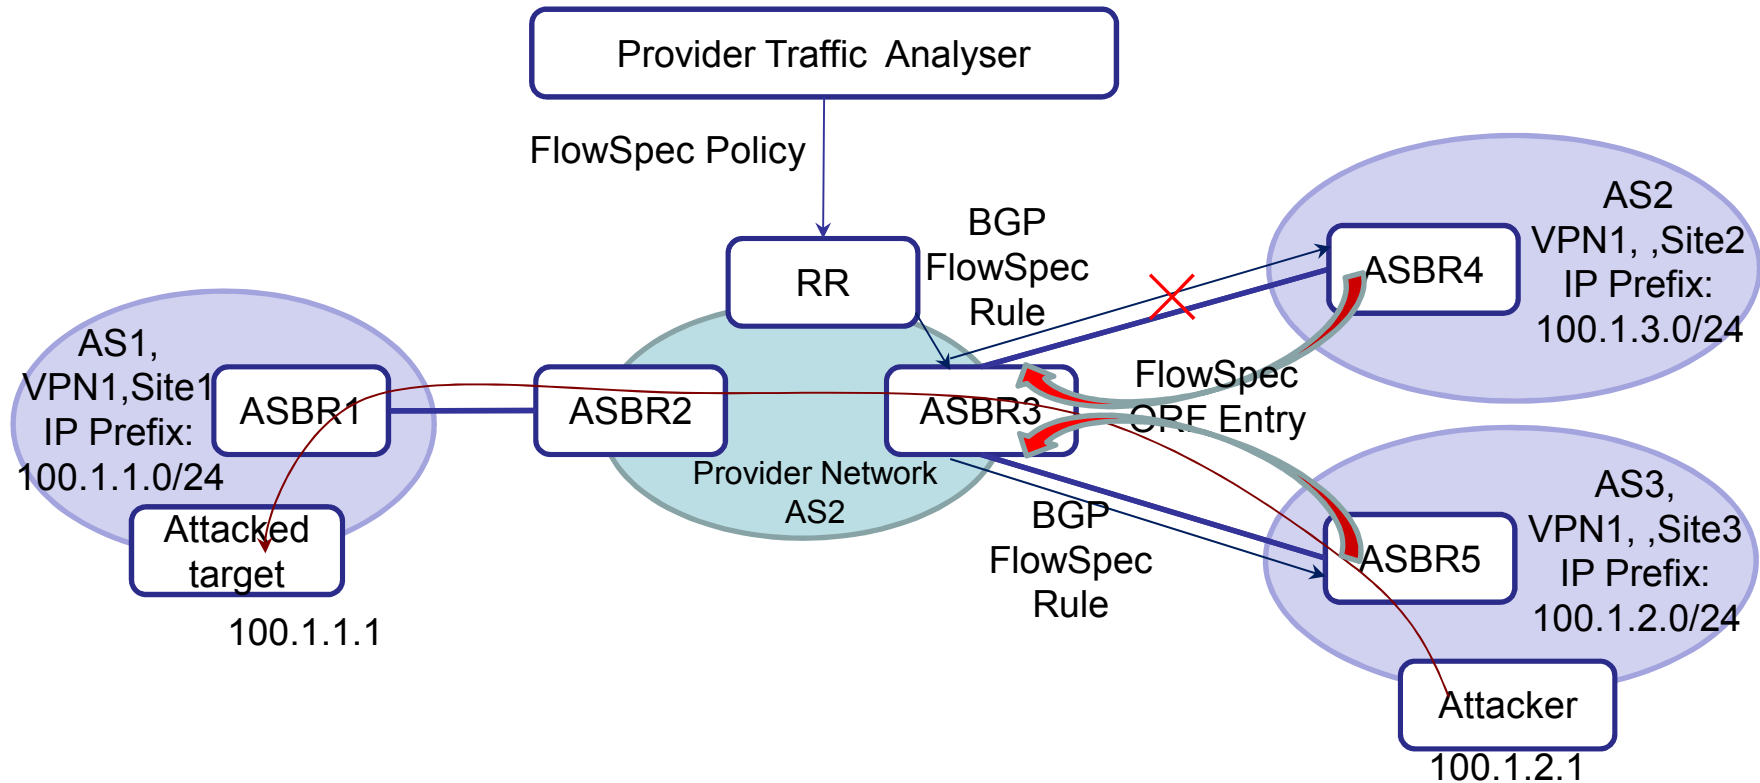 Provider Traffic Analyser
FlowSpec Policy
RR
BGP
FlowSpec
Rule
AS2
VPN1, ,Site2
IP Prefix:
100.1.3.0/24
ASBR4
AS1,
VPN1,Site1
IP Prefix:
100.1.1.0/24
ASBR1
ASBR2
ASBR3
FlowSpec
ORF Entry
Provider Network
AS2
Attacked
target
100.1.1.1
BGP
FlowSpec
Rule
ASBR5
AS3,
VPN1, ,Site3
IP Prefix:
100.1.2.0/24
Attacker
100.1.2.1